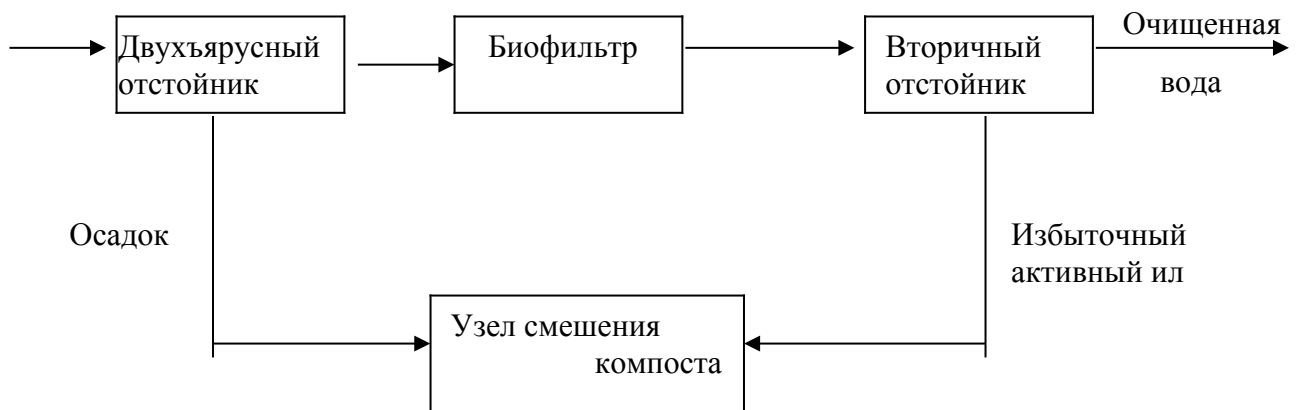 Двухъярусный
отстойник
Биофильтр
Вторичный
отстойник
Очищенная
вода
Осадок
Избыточный
активный ил
Узел смешения
компоста